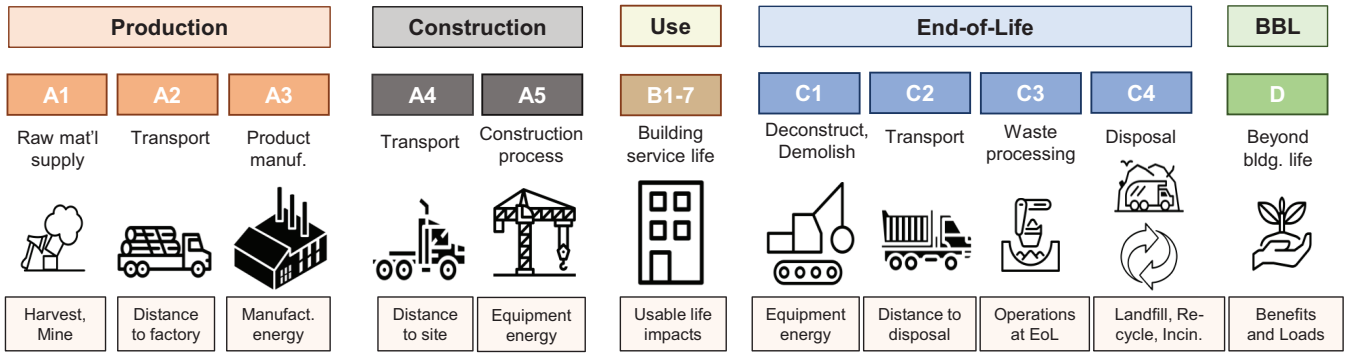 Production
Construction
Use
End-of-Life
BBL
A1
A2
A3
A4
A5
B1-7
C1
C2
C3
C4
D
Raw mat'l
supply
Transport
Product
manuf.
Transport
Construction
process
Building
service life
Deconstruct,
Demolish
Transport
Waste
processing
Disposal
Beyond
bldg. life
Harvest,
Mine
Distance
to factory
Manufact.
energy
Distance
to site
Equipment
energy
Usable life
impacts
Equipment
energy
Distance to
disposal
Operations
at EoL
Landfill, Re-
cycle, Incin.
Benefits
and Loads